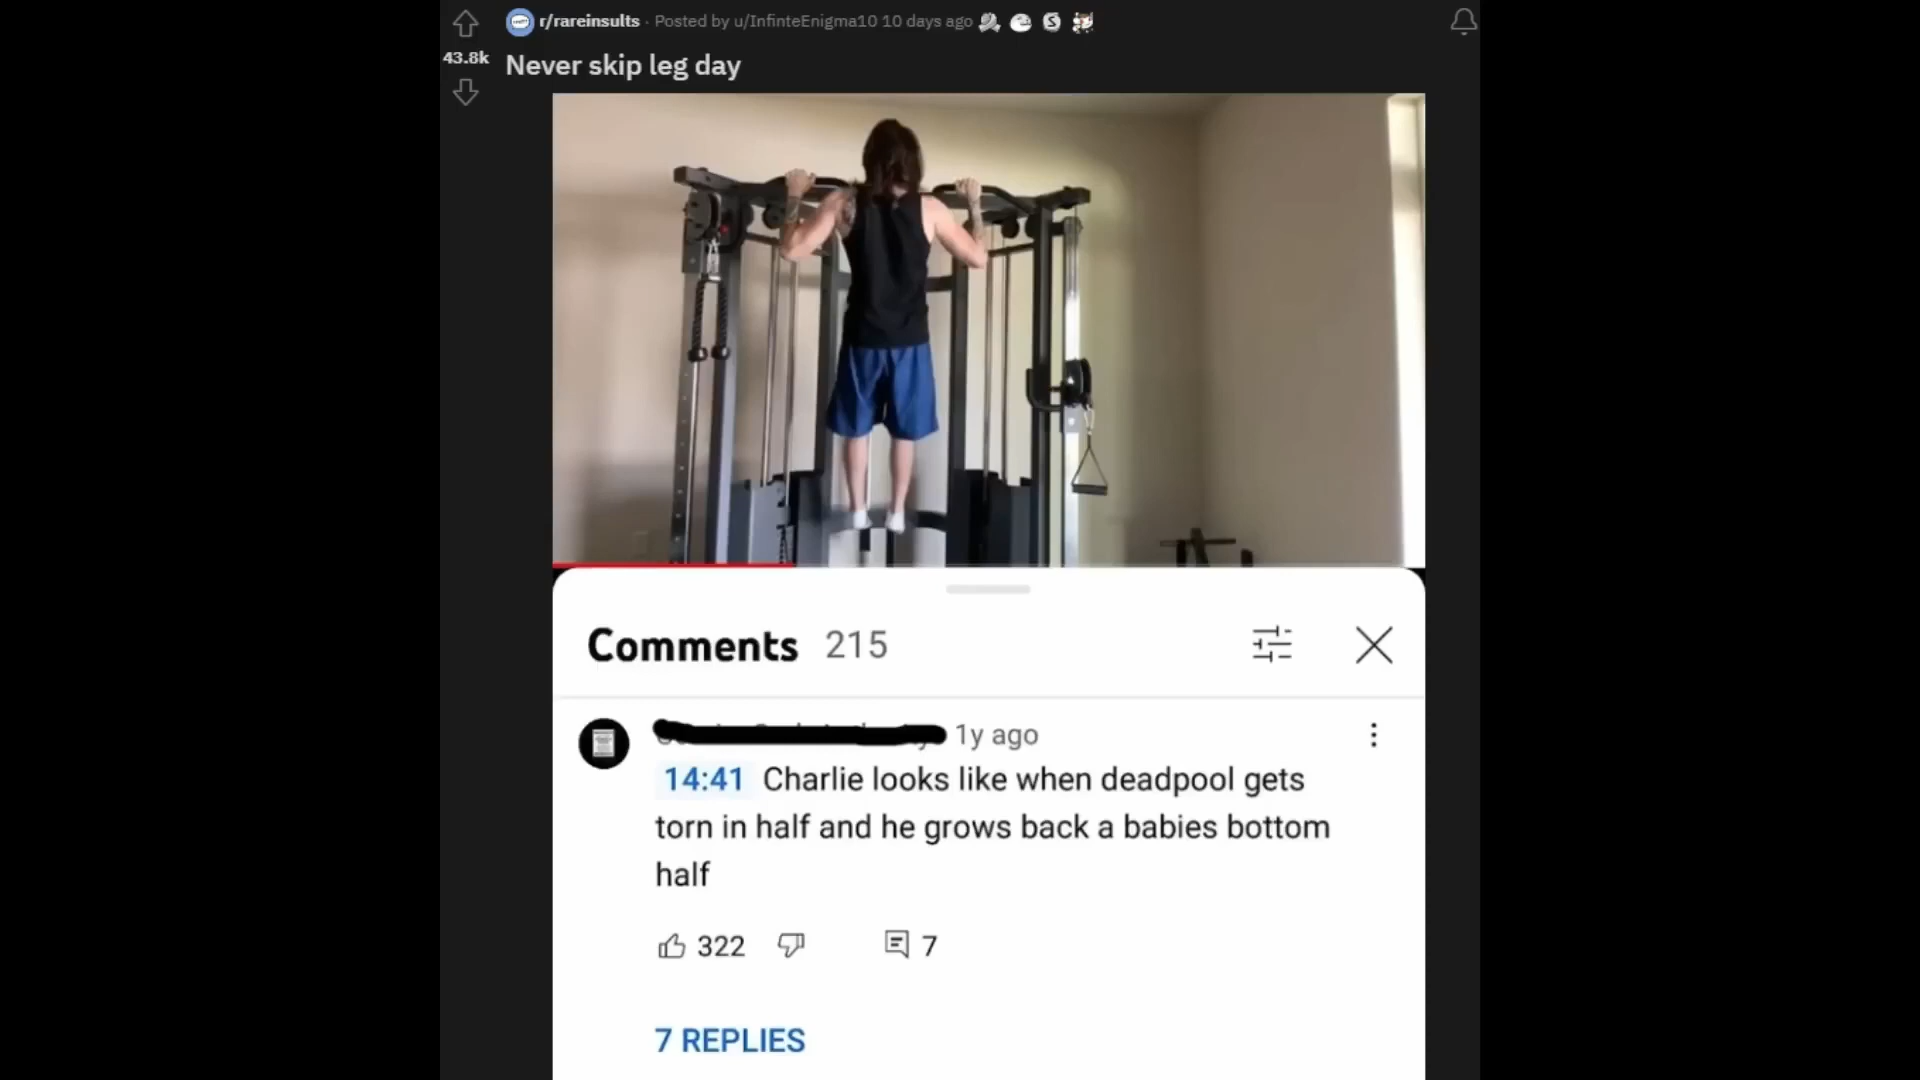 r/rareinsults · Posted by u/InfinteEnigma10 10 days ago
43.8k
Never skip leg day
Comments 215
1y ago
14:41 Charlie looks like when deadpool gets
torn in half and he grows back a babies bottom
half
322 7
7 REPLIES